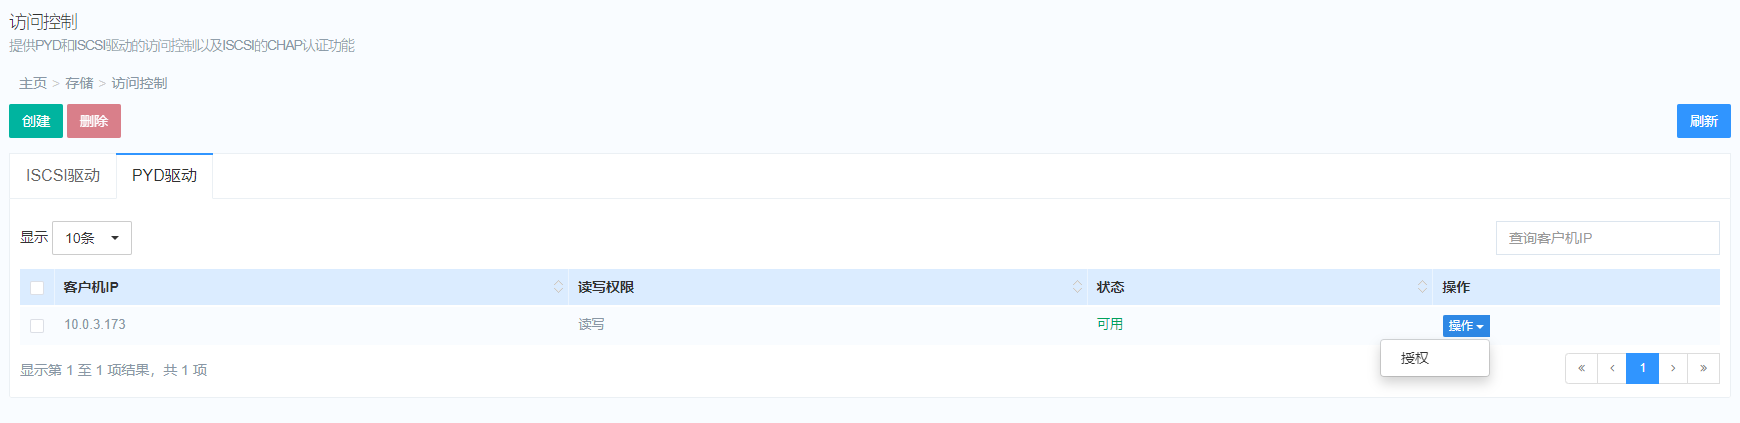 访问控制
提供PYD和ISCSI驱动的访问控制以及ISCSI的CHAP认证功能
主页 > 存储 > 访问控制
创建 删除 刷新
ISCSI驱动 PYD驱动
显示 10条 查询客户机IP
客户机IP 读写权限 状态 操作
10.0.3.173 读写 可用 操作
授权
显示第 1 至 1 项结果，共 1 项 « ‹ 1 › »